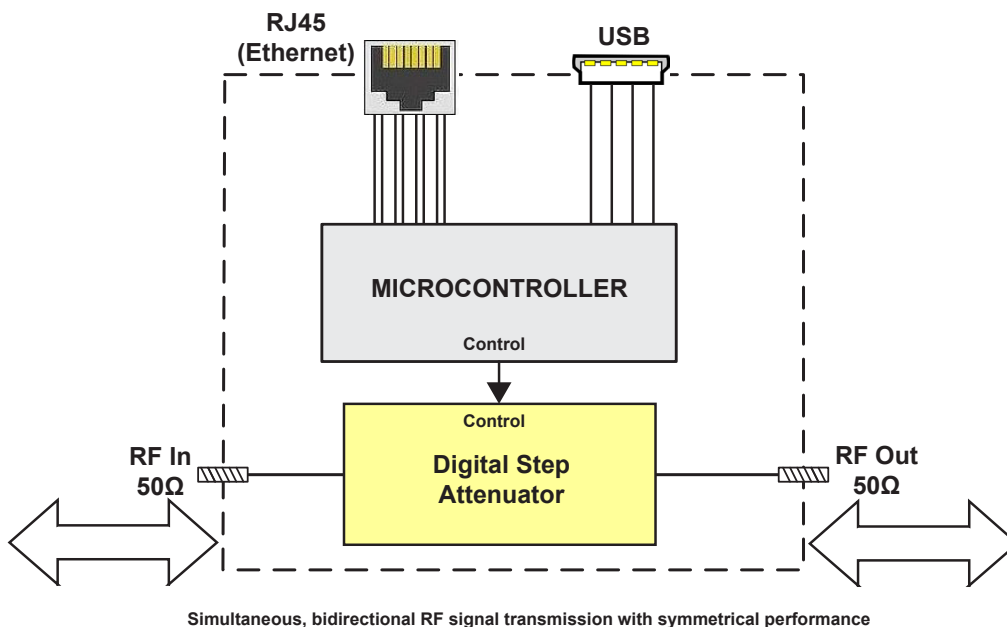 RJ45
(Ethernet)
USB
MICROCONTROLLER
Control
Control
Digital Step
Attenuator
RF In
50Ω
RF Out
50Ω
Simultaneous, bidirectional RF signal transmission with symmetrical performance